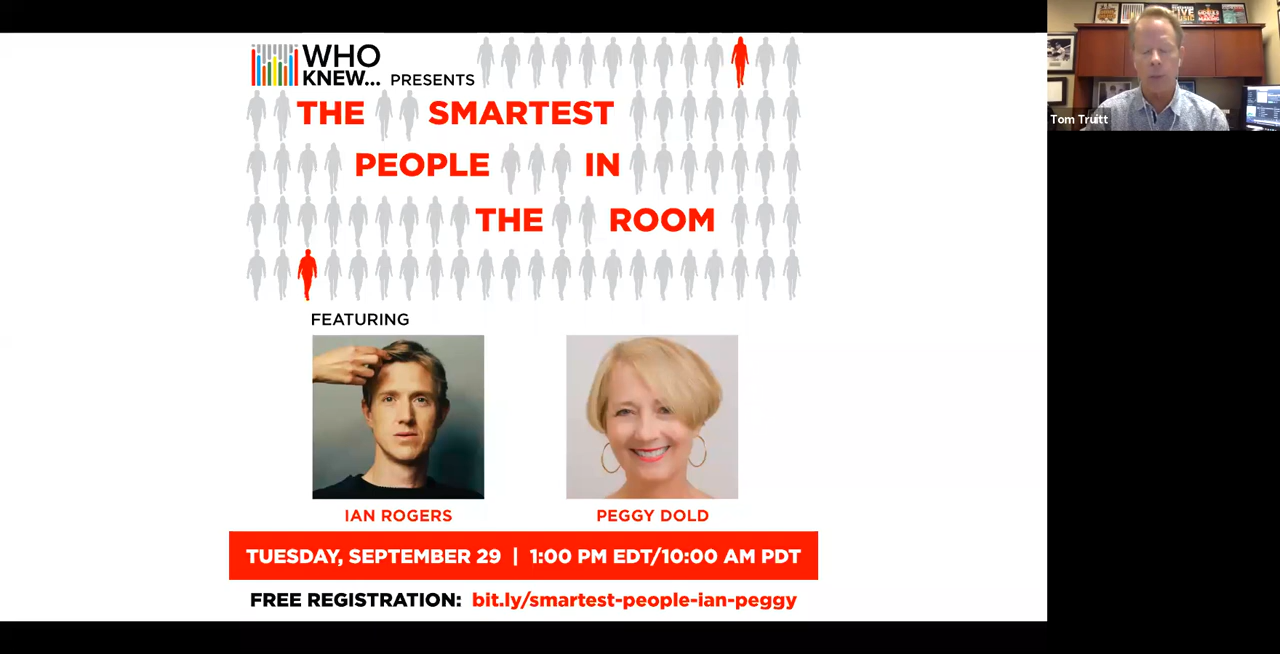 WHO
KNEW... PRESENTS
THE SMARTEST
PEOPLE IN
THE ROOM
FEATURING
IAN ROGERS
PEGGY DOLD
TUESDAY, SEPTEMBER 29 | 1:00 PM EDT/10:00 AM PDT
FREE REGISTRATION: bit.ly/smartest-people-ian-peggy
Tom Truitt